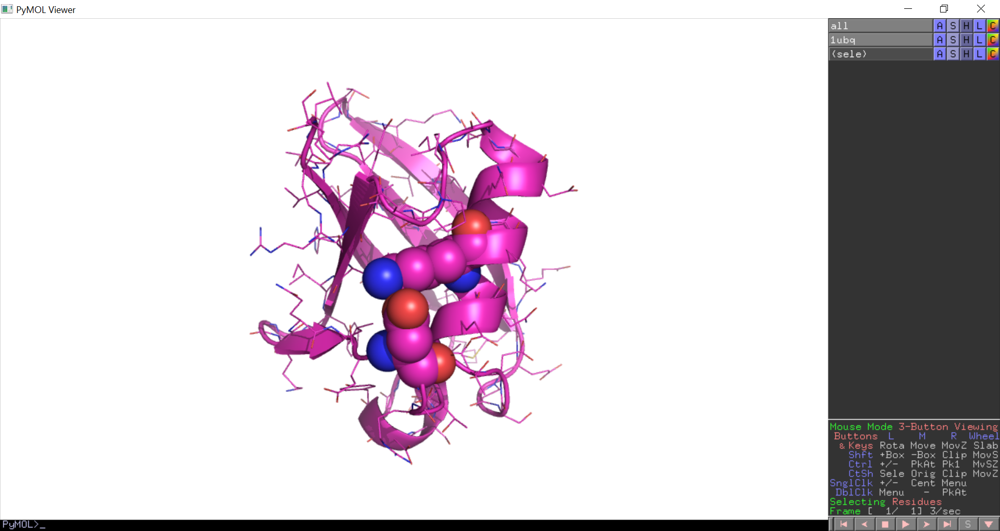 PyMOL Viewer
all A S H L C
1ubq A S H L C
(sele) A S H L C
Mouse Mode 3-Button Viewing
Buttons L M R Wheel
& Keys Rota Move MovZ Slab
Shft +Box -Box Clip MovS
Ctrl +/- PkAt Pk1 MvSZ
CtSh Sele Orig Clip MovZ
SnglClk +/- Cent Menu
DblClk Menu - PkAt
Selecting Residues
Frame [ 1/ 1] 3/sec
S
PyMOL>_